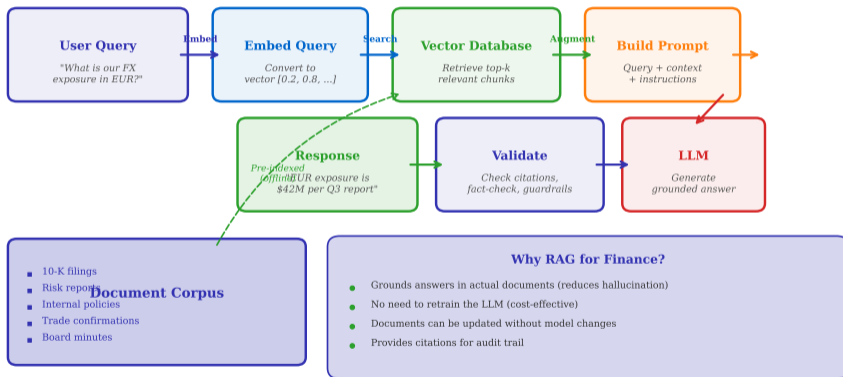 User Query
"What is our FX
exposure in EUR?"
Embed
Embed Query
Convert to
vector [0.2, 0.8, ...]
Search
Vector Database
Retrieve top-k
relevant chunks
Augment
Build Prompt
Query + context
+ instructions
Response
"EUR exposure is
$42M per Q3 report"
Pre-indexed
(offline)
Validate
Check citations,
fact-check, guardrails
LLM
Generate
grounded answer
Document Corpus
10-K filings
Risk reports
Internal policies
Trade confirmations
Board minutes
Why RAG for Finance?
Grounds answers in actual documents (reduces hallucination)
No need to retrain the LLM (cost-effective)
Documents can be updated without model changes
Provides citations for audit trail